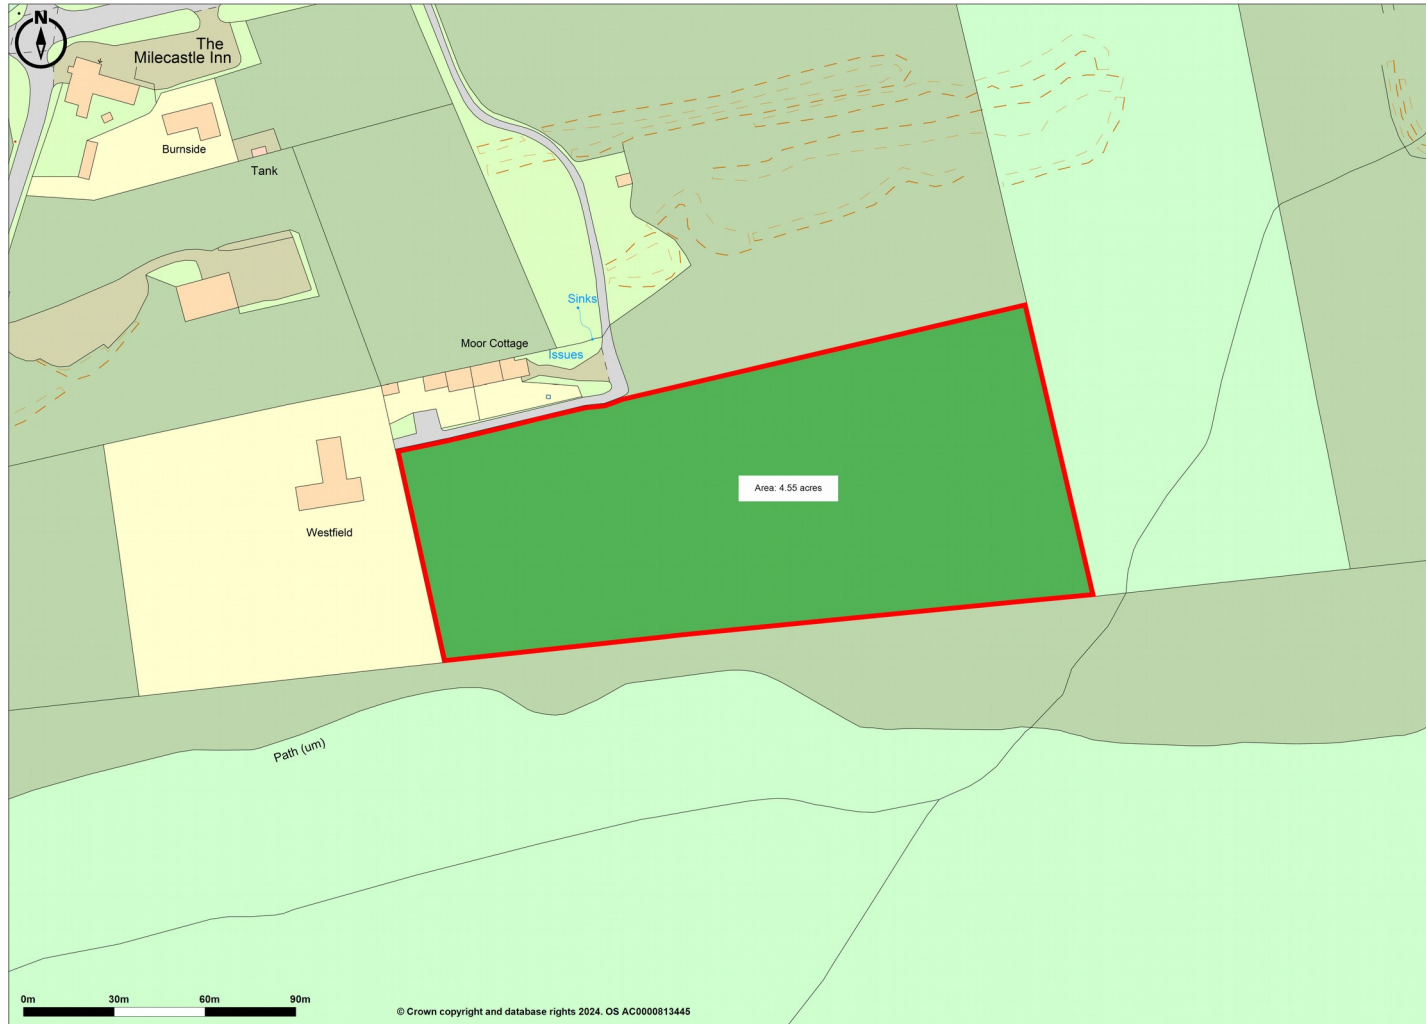 N
The
Milecastle Inn
Burnside
Tank
Sinks
Moor Cottage
Issues
Area: 4.55 acres
Westfield
Path (um)
0m 30m 60m 90m
© Crown copyright and database rights 2024. OS AC0000813445